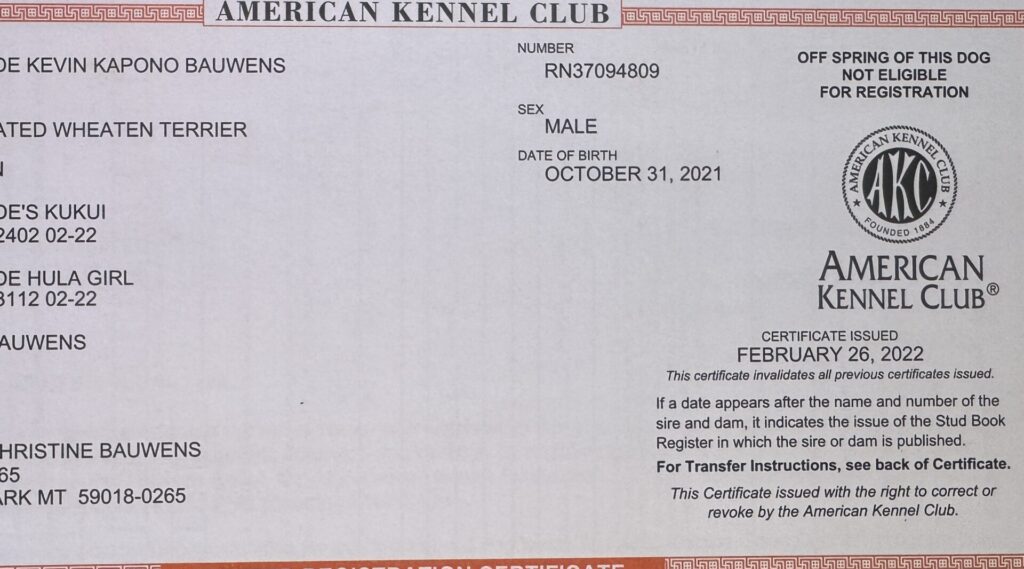 AMERICAN KENNEL CLUB
DE KEVIN KAPONO BAUWENS
ATED WHEATEN TERRIER
N
DE'S KUKUI
2402 02-22
DE HULA GIRL
3112 02-22
AUWENS
HRISTINE BAUWENS
65
ARK MT 59018-0265
NUMBER
RN37094809
SEX
MALE
DATE OF BIRTH
OCTOBER 31, 2021
OFF SPRING OF THIS DOG
NOT ELIGIBLE
FOR REGISTRATION
AMERICAN KENNEL CLUB
AKC
FOUNDED 1884
AMERICAN
KENNEL CLUB®
CERTIFICATE ISSUED
FEBRUARY 26, 2022
This certificate invalidates all previous certificates issued.
If a date appears after the name and number of the
sire and dam, it indicates the issue of the Stud Book
Register in which the sire or dam is published.
For Transfer Instructions, see back of Certificate.
This Certificate issued with the right to correct or
revoke by the American Kennel Club.
REGISTRATION CERTIFICATE